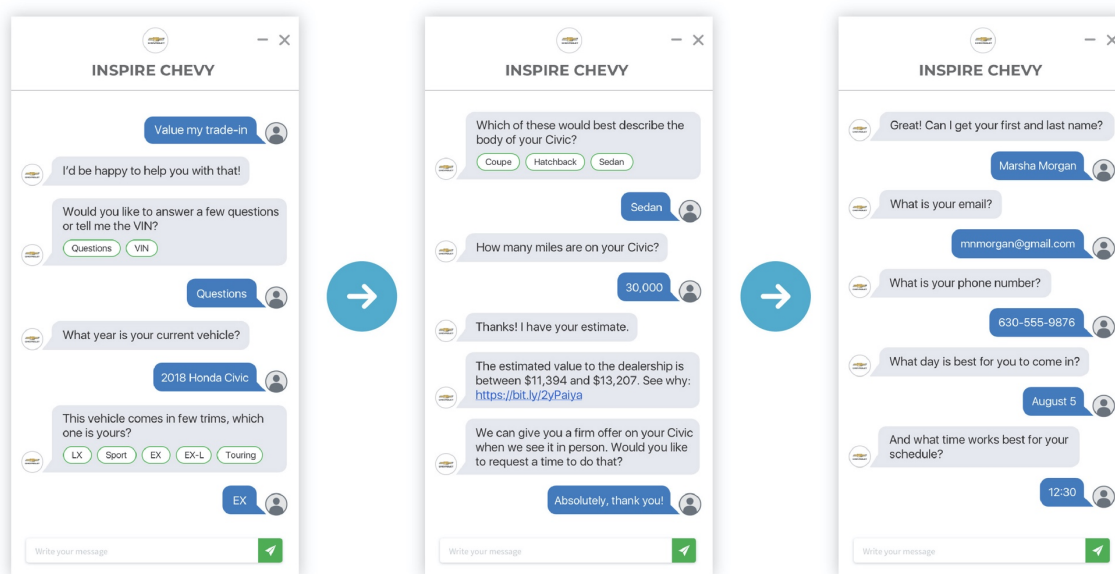 INSPIRE CHEVY
Value my trade-in
I'd be happy to help you with that!
Would you like to answer a few questions
or tell me the VIN?
Questions VIN
Questions
What year is your current vehicle?
2018 Honda Civic
This vehicle comes in few trims, which
one is yours?
LX Sport EX EX-L Touring
EX
Write your message
INSPIRE CHEVY
Which of these would best describe the
body of your Civic?
Coupe Hatchback Sedan
Sedan
How many miles are on your Civic?
30,000
Thanks! I have your estimate.
The estimated value to the dealership is
between $11,394 and $13,207. See why:
https://bit.ly/2yPaiya
We can give you a firm offer on your Civic
when we see it in person. Would you like
to request a time to do that?
Absolutely, thank you!
Write your message
INSPIRE CHEVY
Great! Can I get your first and last name?
Marsha Morgan
What is your email?
mnmorgan@gmail.com
What is your phone number?
630-555-9876
What day is best for you to come in?
August 5
And what time works best for your
schedule?
12:30
Write your message